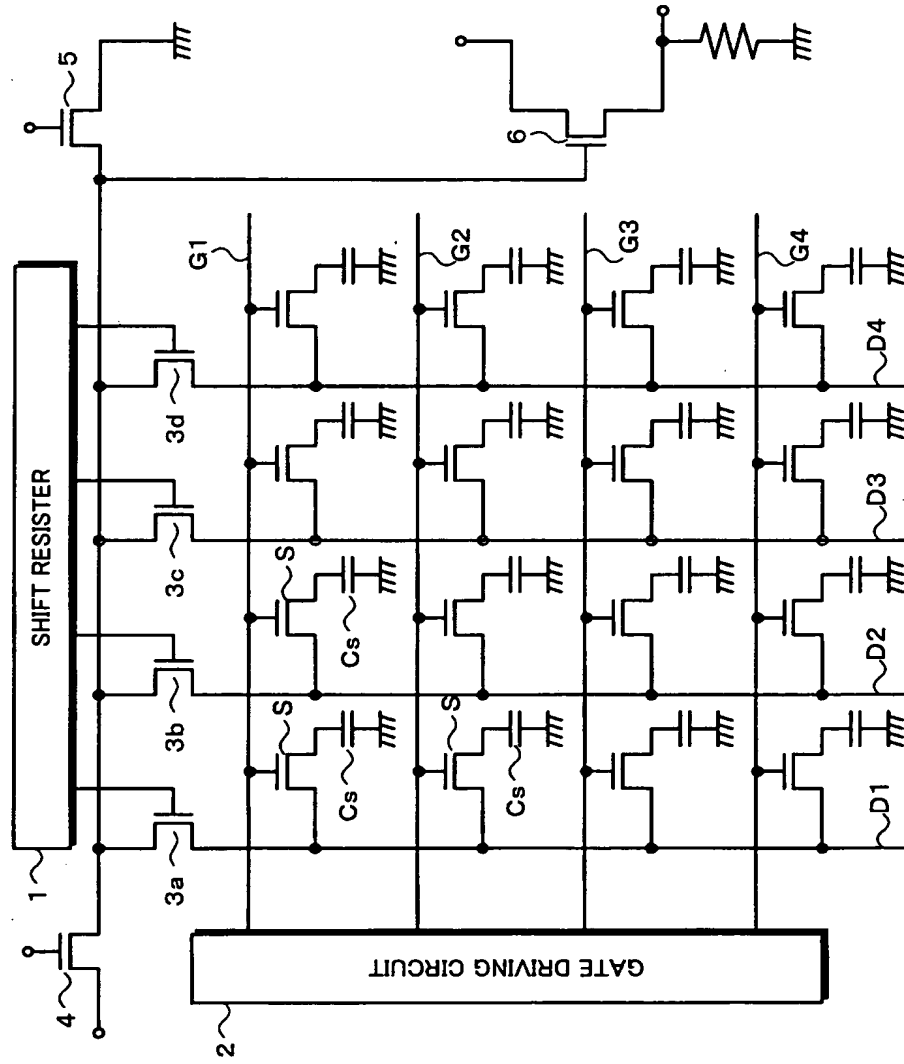 SHIFT RESISTER
1
4
5
3a
3b
3c
3d
6
G1
S
S
Cs
Cs
G2
S
Cs
G3
G4
D1
D2
D3
D4
GATE DRIVING CIRCUIT
2